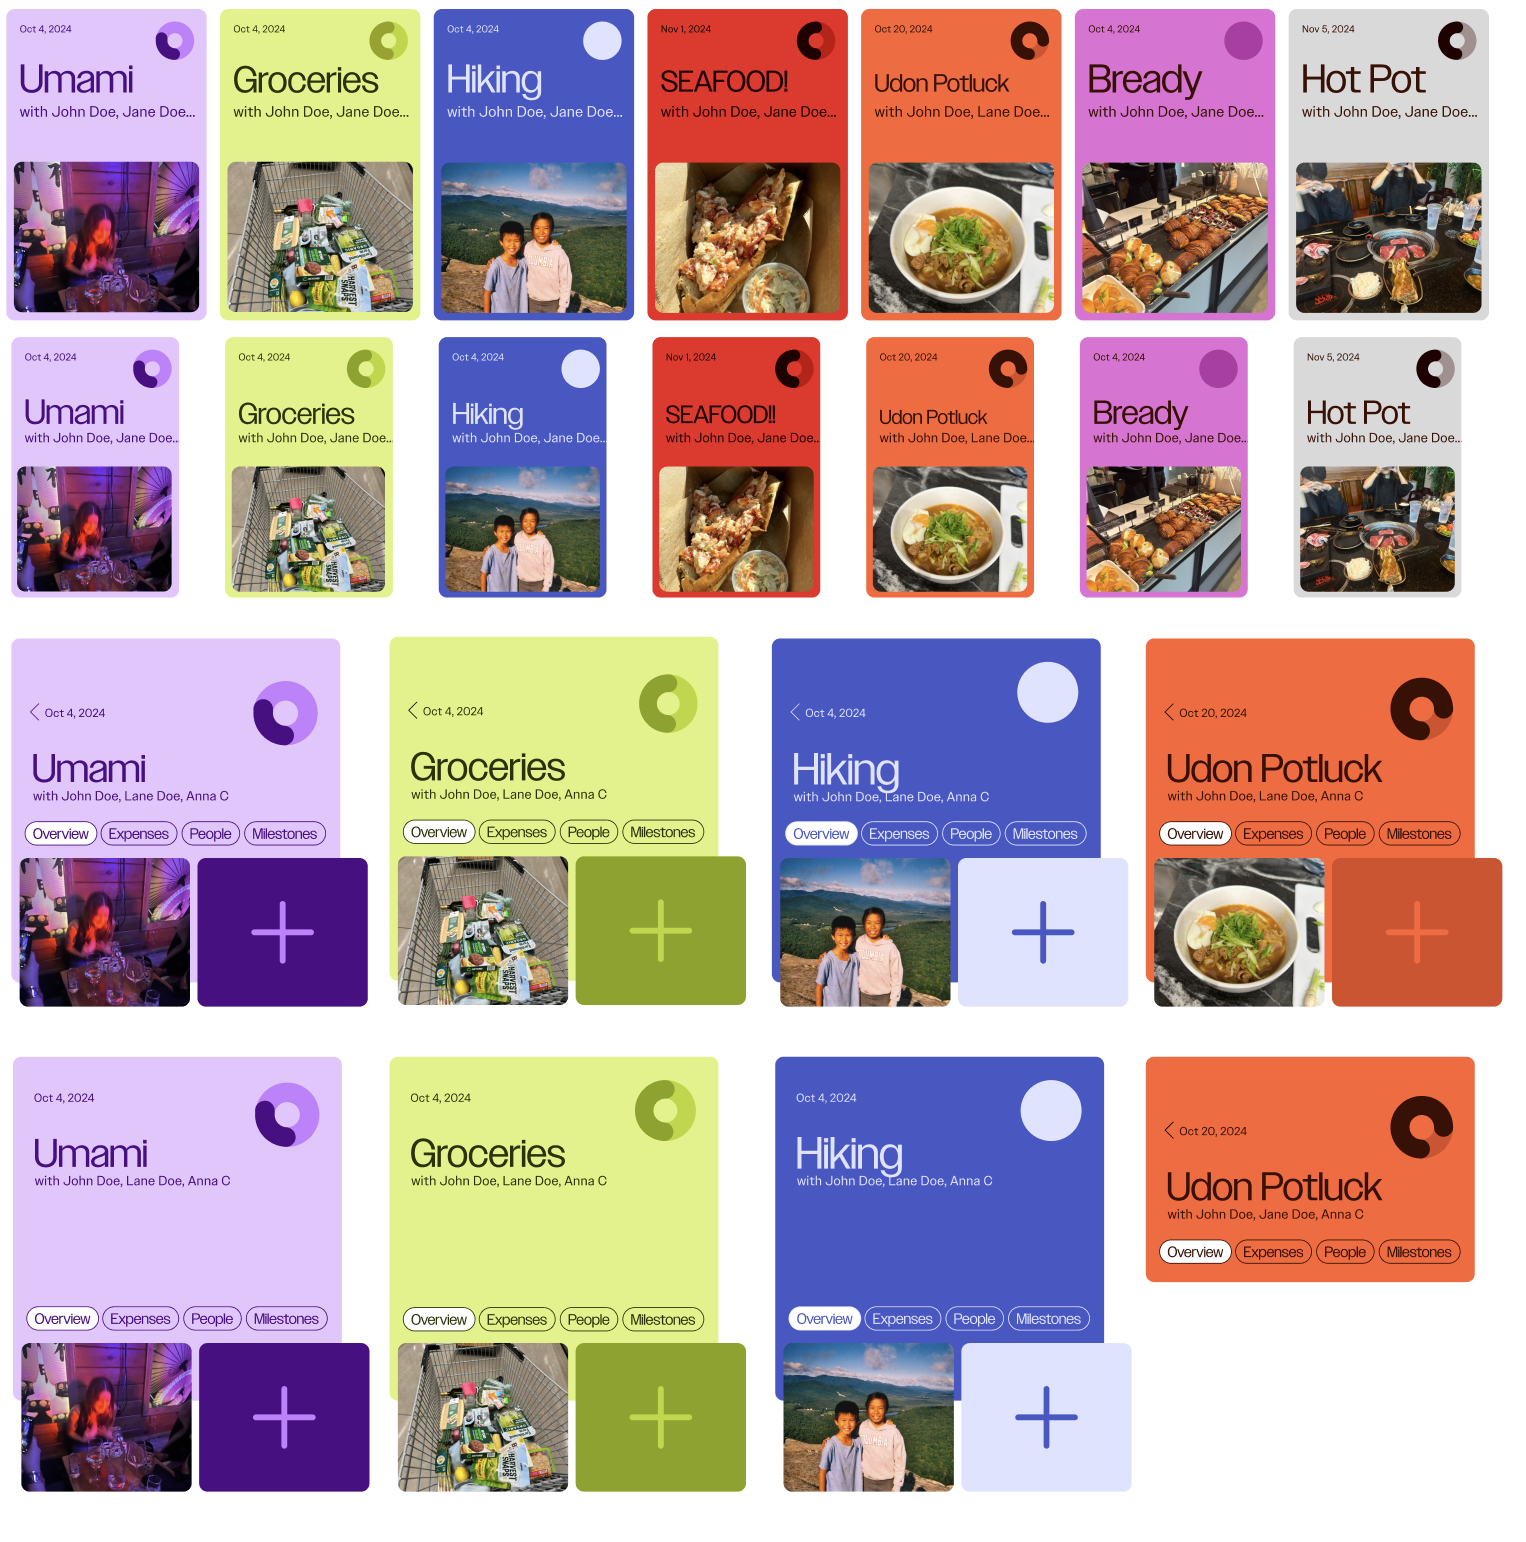 Oct 4, 2024
Umami
with John Doe, Jane Doe...
Oct 4, 2024
Groceries
with John Doe, Jane Doe...
Oct 4, 2024
Hiking
with John Doe, Jane Doe...
Nov 1, 2024
SEAFOOD!
with John Doe, Jane Doe...
Oct 20, 2024
Udon Potluck
with John Doe, Lane Doe...
Oct 4, 2024
Bready
with John Doe, Jane Doe...
Nov 5, 2024
Hot Pot
with John Doe, Jane Doe...
HARVEST
SNAPS
Oct 4, 2024
Umami
with John Doe, Jane Doe...
Oct 4, 2024
Groceries
with John Doe, Jane Doe...
Oct 4, 2024
Hiking
with John Doe, Jane Doe...
Nov 1, 2024
SEAFOOD!!
with John Doe, Jane Doe...
Oct 20, 2024
Udon Potluck
with John Doe, Lane Doe...
Oct 4, 2024
Bready
with John Doe, Jane Doe...
Nov 5, 2024
Hot Pot
with John Doe, Jane Doe...
HARVEST
SNAPS
Oct 4, 2024
Umami
with John Doe, Lane Doe, Anna C
Overview Expenses People Milestones
Oct 4, 2024
Groceries
with John Doe, Lane Doe, Anna C
Overview Expenses People Milestones
HARVEST
SNAPS
Oct 4, 2024
Hiking
with John Doe, Lane Doe, Anna C
Overview Expenses People Milestones
Oct 20, 2024
Udon Potluck
with John Doe, Lane Doe, Anna C
Overview Expenses People Milestones
Oct 4, 2024
Umami
with John Doe, Lane Doe, Anna C
Overview Expenses People Milestones
Oct 4, 2024
Groceries
with John Doe, Lane Doe, Anna C
Overview Expenses People Milestones
HARVEST
SNAPS
Oct 4, 2024
Hiking
with John Doe, Lane Doe, Anna C
Overview Expenses People Milestones
Oct 20, 2024
Udon Potluck
with John Doe, Jane Doe, Anna C
Overview Expenses People Milestones